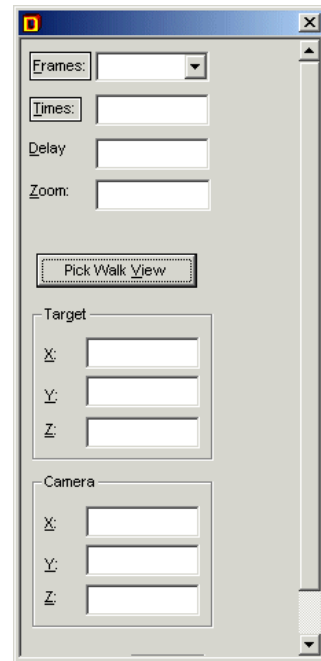 Frames:
Times:
Delay
Zoom:
Pick Walk View
Target
X:
Y:
Z:
Camera
X:
Y:
Z: